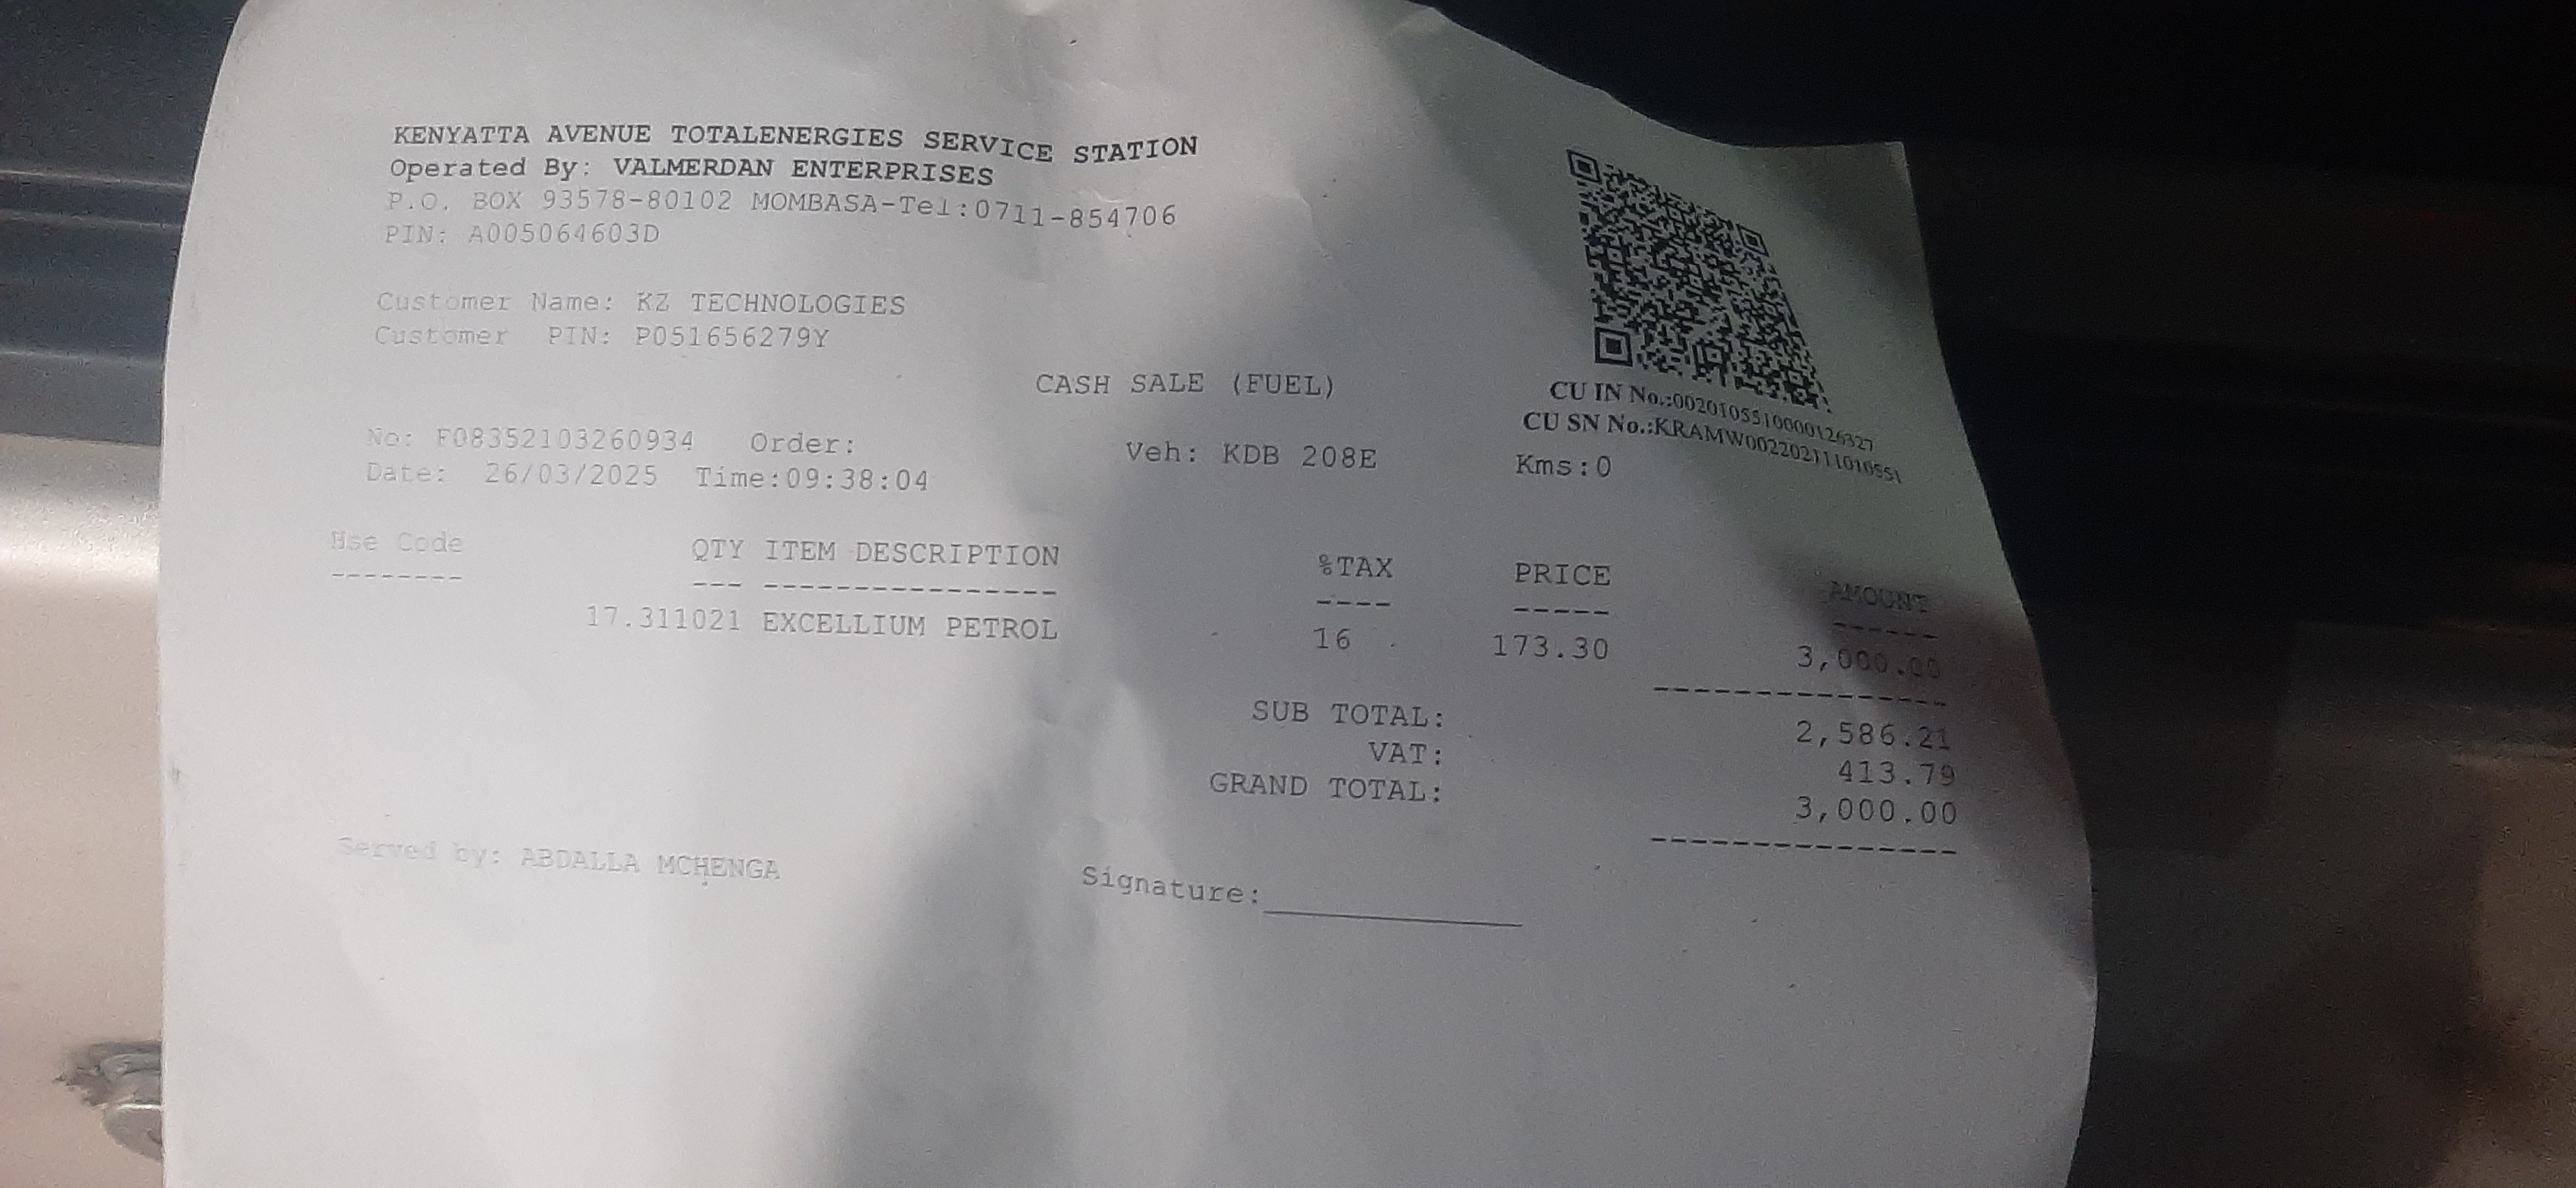 KENYATTA AVENUE TOTALENERGIES SERVICE STATION
Operated By: VALMERDAN ENTERPRISES
P.O. BOX 93578-80102 MOMBASA-Tel:0711-854706
PIN: A005064603D
Customer Name: KZ TECHNOLOGIES
Customer PIN: P051656279Y
CASH SALE (FUEL)
CU IN No.:0020105510000126327
CU SN No.:KRAMW002202111010551
No: F08352103260934 Order: Veh: KDB 208E Kms:0
Date: 26/03/2025 Time:09:38:04
Hse Code QTY ITEM DESCRIPTION %TAX PRICE AMOUNT
-------- --- ---------------- ---- ----- ------
17.311021 EXCELLIUM PETROL 16 173.30 3,000.00
SUB TOTAL: 2,586.21
VAT: 413.79
GRAND TOTAL: 3,000.00
Served by: ABDALLA MCHENGA Signature: